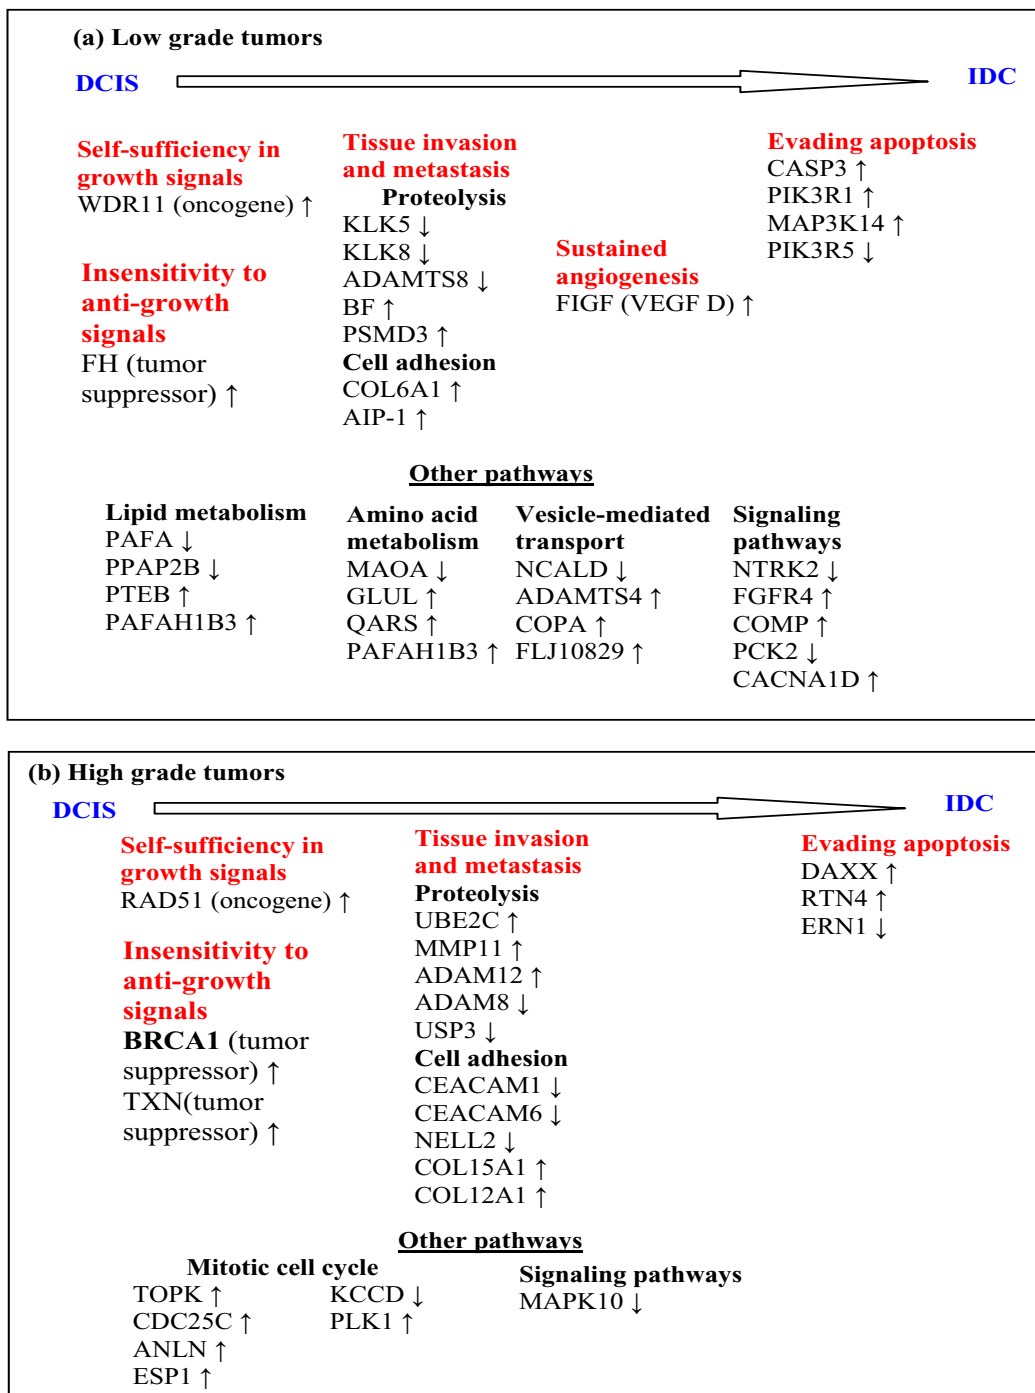 (a) Low grade tumors
DCIS
IDC
Self-sufficiency in
growth signals
WDR11 (oncogene) ↑
Insensitivity to
anti-growth
signals
FH (tumor
suppressor) ↑
Tissue invasion
and metastasis
Proteolysis
KLK5 ↓
KLK8 ↓
ADAMTS8 ↓
BF ↑
PSMD3 ↑
Cell adhesion
COL6A1 ↑
AIP-1 ↑
Sustained
angiogenesis
FIGF (VEGF D) ↑
Evading apoptosis
CASP3 ↑
PIK3R1 ↑
MAP3K14 ↑
PIK3R5 ↓
Other pathways
Lipid metabolism
PAFA ↓
PPAP2B ↓
PTEB ↑
PAFAH1B3 ↑
Amino acid
metabolism
MAOA ↓
GLUL ↑
QARS ↑
PAFAH1B3 ↑
Vesicle-mediated
transport
NCALD ↓
ADAMTS4 ↑
COPA ↑
FLJ10829 ↑
Signaling
pathways
NTRK2 ↓
FGFR4 ↑
COMP ↑
PCK2 ↓
CACNA1D ↑
(b) High grade tumors
DCIS
IDC
Self-sufficiency in
growth signals
RAD51 (oncogene) ↑
Insensitivity to
anti-growth
signals
BRCA1 (tumor
suppressor) ↑
TXN(tumor
suppressor) ↑
Tissue invasion
and metastasis
Proteolysis
UBE2C ↑
MMP11 ↑
ADAM12 ↑
ADAM8 ↓
USP3 ↓
Cell adhesion
CEACAM1 ↓
CEACAM6 ↓
NELL2 ↓
COL15A1 ↑
COL12A1 ↑
Evading apoptosis
DAXX ↑
RTN4 ↑
ERN1 ↓
Other pathways
Mitotic cell cycle
TOPK ↑
CDC25C ↑
ANLN ↑
ESP1 ↑
KCCD ↓
PLK1 ↑
Signaling pathways
MAPK10 ↓